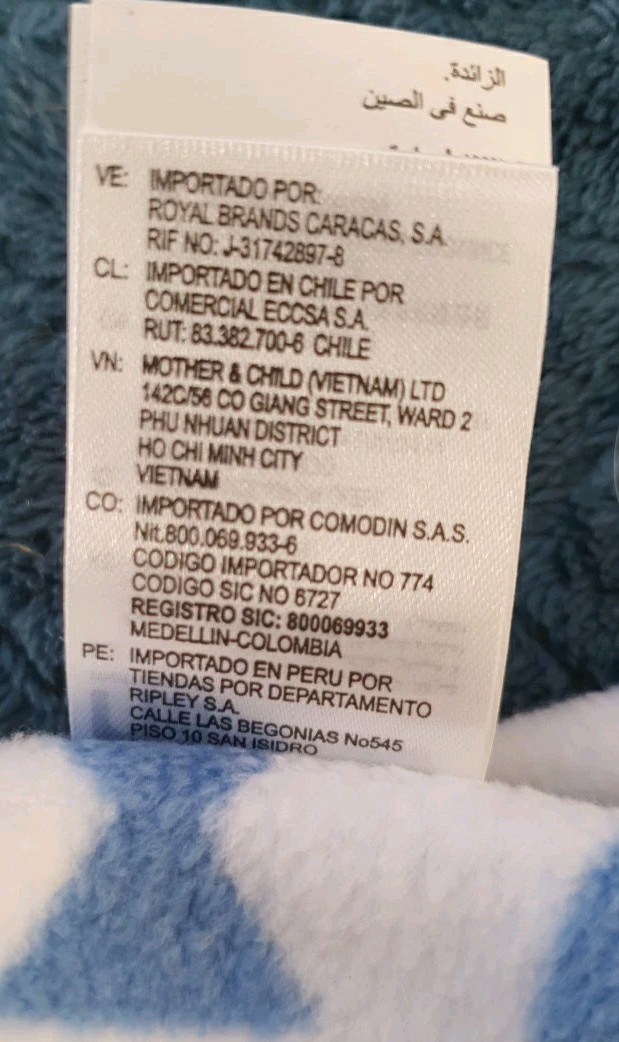 الزائدة.
صنع في الصين
VE: IMPORTADO POR:
ROYAL BRANDS CARACAS, S.A.
RIF NO: J-31742897-8
CL: IMPORTADO EN CHILE POR
COMERCIAL ECCSA S.A.
RUT: 83.382.700-6 CHILE
VN: MOTHER & CHILD (VIETNAM) LTD
142C/56 CO GIANG STREET, WARD 2
PHU NHUAN DISTRICT
HO CHI MINH CITY
VIETNAM
CO: IMPORTADO POR COMODIN S.A.S.
Nit.800.069.933-6
CODIGO IMPORTADOR NO 774
CODIGO SIC NO 6727
REGISTRO SIC: 800069933
MEDELLIN-COLOMBIA
PE: IMPORTADO EN PERU POR
TIENDAS POR DEPARTAMENTO
RIPLEY S.A.
CALLE LAS BEGONIAS No545
PISO 10 SAN ISIDRO